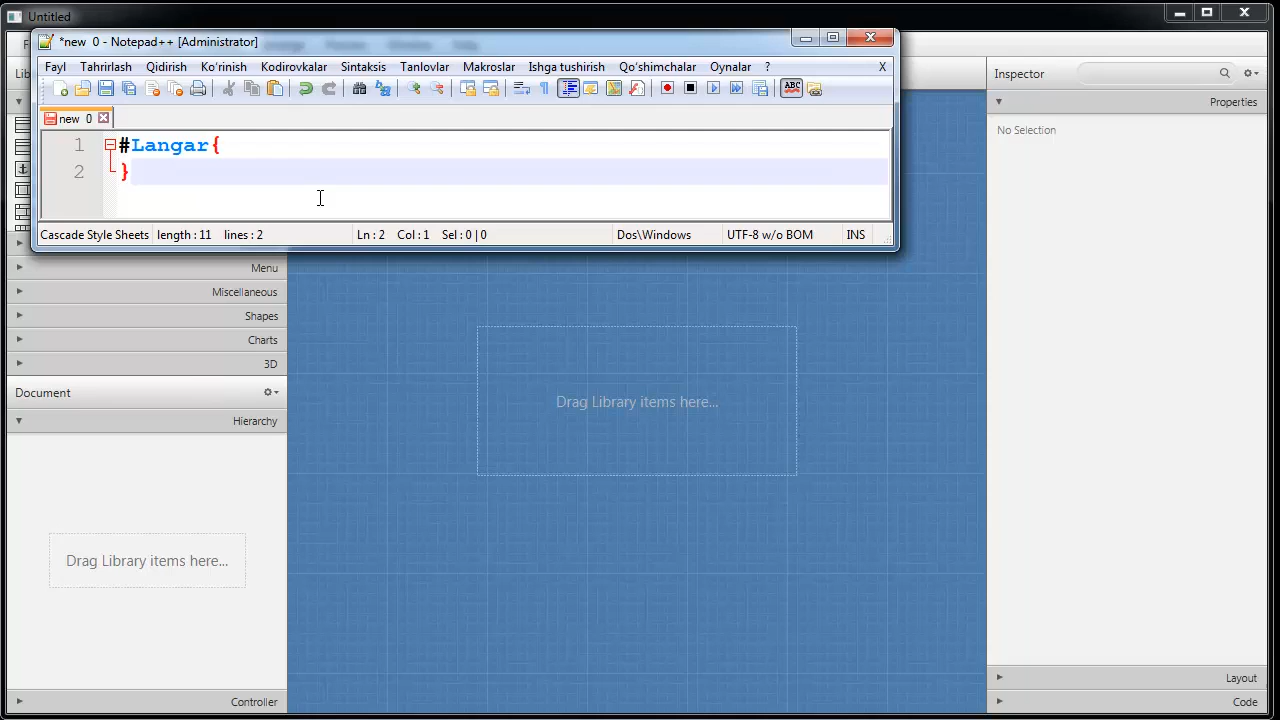 Untitled
*new 0 - Notepad++ [Administrator]
Fayl Tahrirlash Qidirish Ko'rinish Kodirovkalar Sintaksis Tanlovlar Makroslar Ishga tushirish Qo'shimchalar Oynalar ? X
ABC
new 0
1 #Langar{
2 }
Cascade Style Sheets length : 11 lines : 2 Ln : 2 Col : 1 Sel : 0 | 0 Dos\Windows UTF-8 w/o BOM INS
Menu
Miscellaneous
Shapes
Charts
3D
Document
Hierarchy
Drag Library items here...
Controller
Drag Library items here...
Inspector
Properties
No Selection
Layout
Code